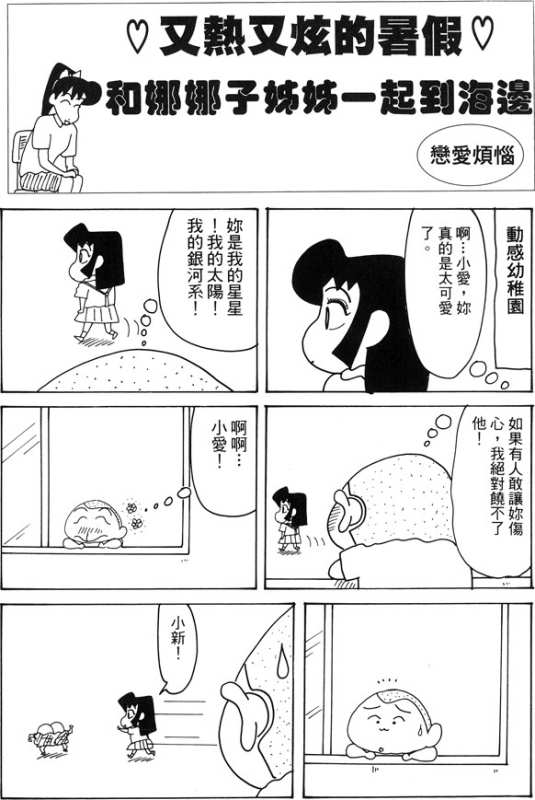 ♡又熱又炫的暑假♡
和娜娜子姊姊一起到海邊
戀愛煩惱
動感幼稚園
啊…小愛，妳
真的是太可愛
了。
妳是我的星星
！我的太陽！
我的銀河系！
如果有人敢讓妳傷
心，我絕對饒不了
他！
啊啊…
小愛！
小新！